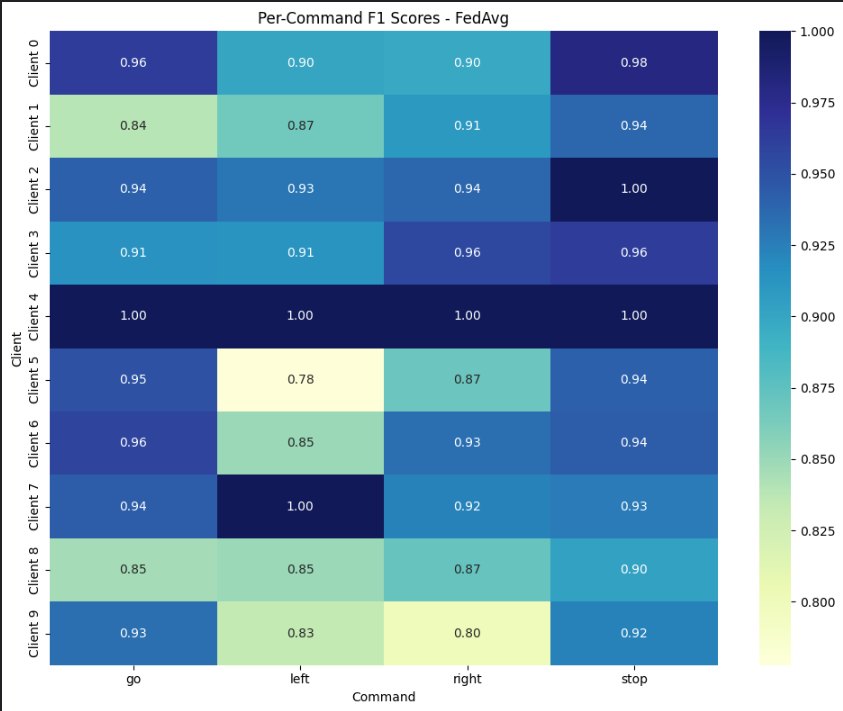 Per-Command F1 Scores - FedAvg
Client 0 0.96 0.90 0.90 0.98
Client 1 0.84 0.87 0.91 0.94
Client 2 0.94 0.93 0.94 1.00
Client 3 0.91 0.91 0.96 0.96
Client 4 1.00 1.00 1.00 1.00
Client 5 0.95 0.78 0.87 0.94
Client 6 0.96 0.85 0.93 0.94
Client 7 0.94 1.00 0.92 0.93
Client 8 0.85 0.85 0.87 0.90
Client 9 0.93 0.83 0.80 0.92
Client
go left right stop
Command
1.000
0.975
0.950
0.925
0.900
0.875
0.850
0.825
0.800